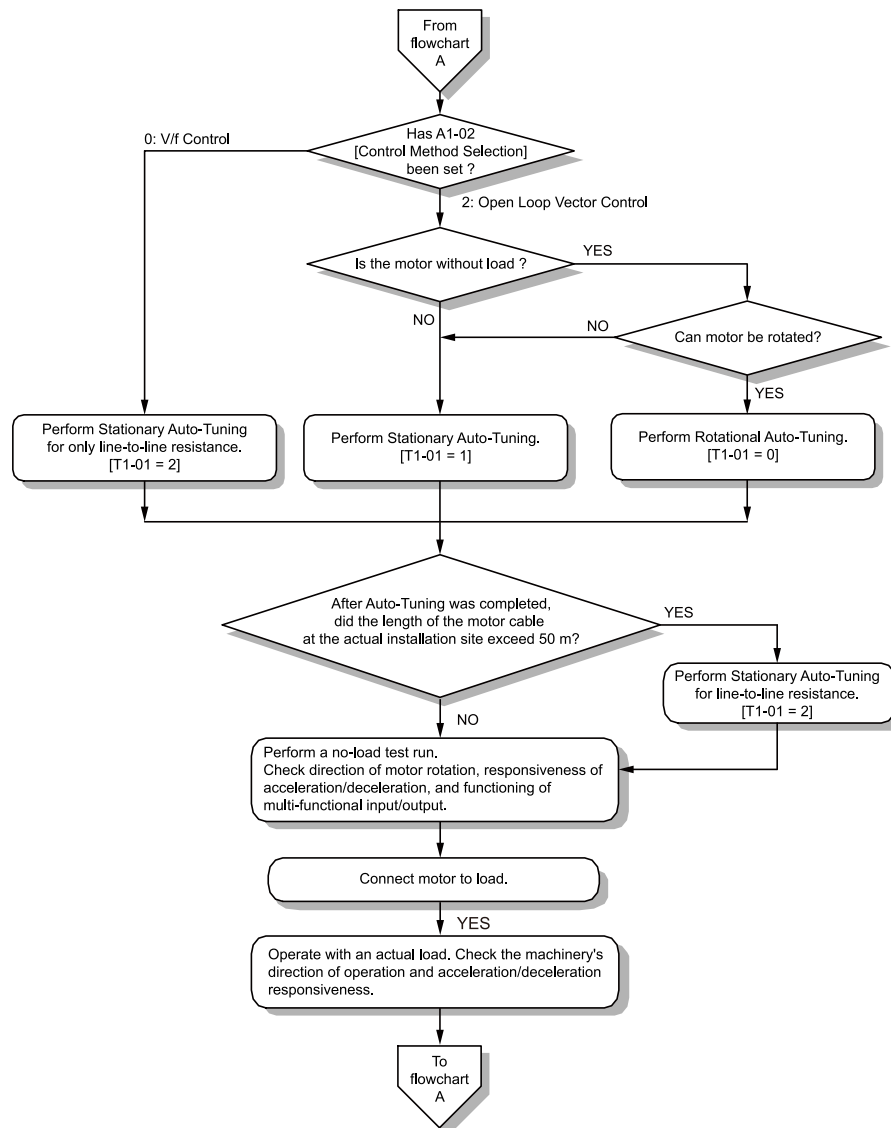 From
flowchart
A
Has A1-02
[Control Method Selection]
been set ?
0: V/f Control
2: Open Loop Vector Control
Is the motor without load ?
YES
NO
NO
Can motor be rotated?
YES
Perform Stationary Auto-Tuning
for only line-to-line resistance.
[T1-01 = 2]
Perform Stationary Auto-Tuning.
[T1-01 = 1]
Perform Rotational Auto-Tuning.
[T1-01 = 0]
After Auto-Tuning was completed,
did the length of the motor cable
at the actual installation site exceed 50 m?
YES
Perform Stationary Auto-Tuning
for line-to-line resistance.
[T1-01 = 2]
NO
Perform a no-load test run.
Check direction of motor rotation, responsiveness of
acceleration/deceleration, and functioning of
multi-functional input/output.
Connect motor to load.
YES
Operate with an actual load. Check the machinery's
direction of operation and acceleration/deceleration
responsiveness.
To
flowchart
A